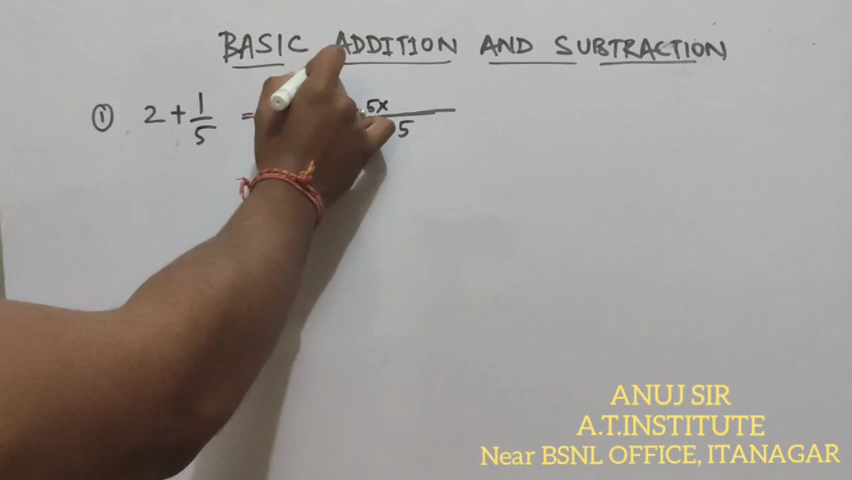 BASIC ADDITION AND SUBTRACTION
① 2 + 1/5 = 5x/5
ANUJ SIR
A.T.INSTITUTE
Near BSNL OFFICE, ITANAGAR